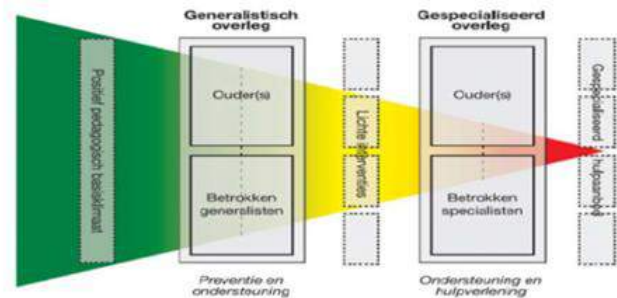 Generalistisch
overleg
Gespecialiseerd
overleg
Positief pedagogisch basisklimaat
Ouder(s)
Betrokken
generalisten
Lichte interventies
Ouder(s)
Betrokken
specialisten
Gespecialiseerd hulpaanbod
Preventie en
ondersteuning
Ondersteuning en
hulpverlening